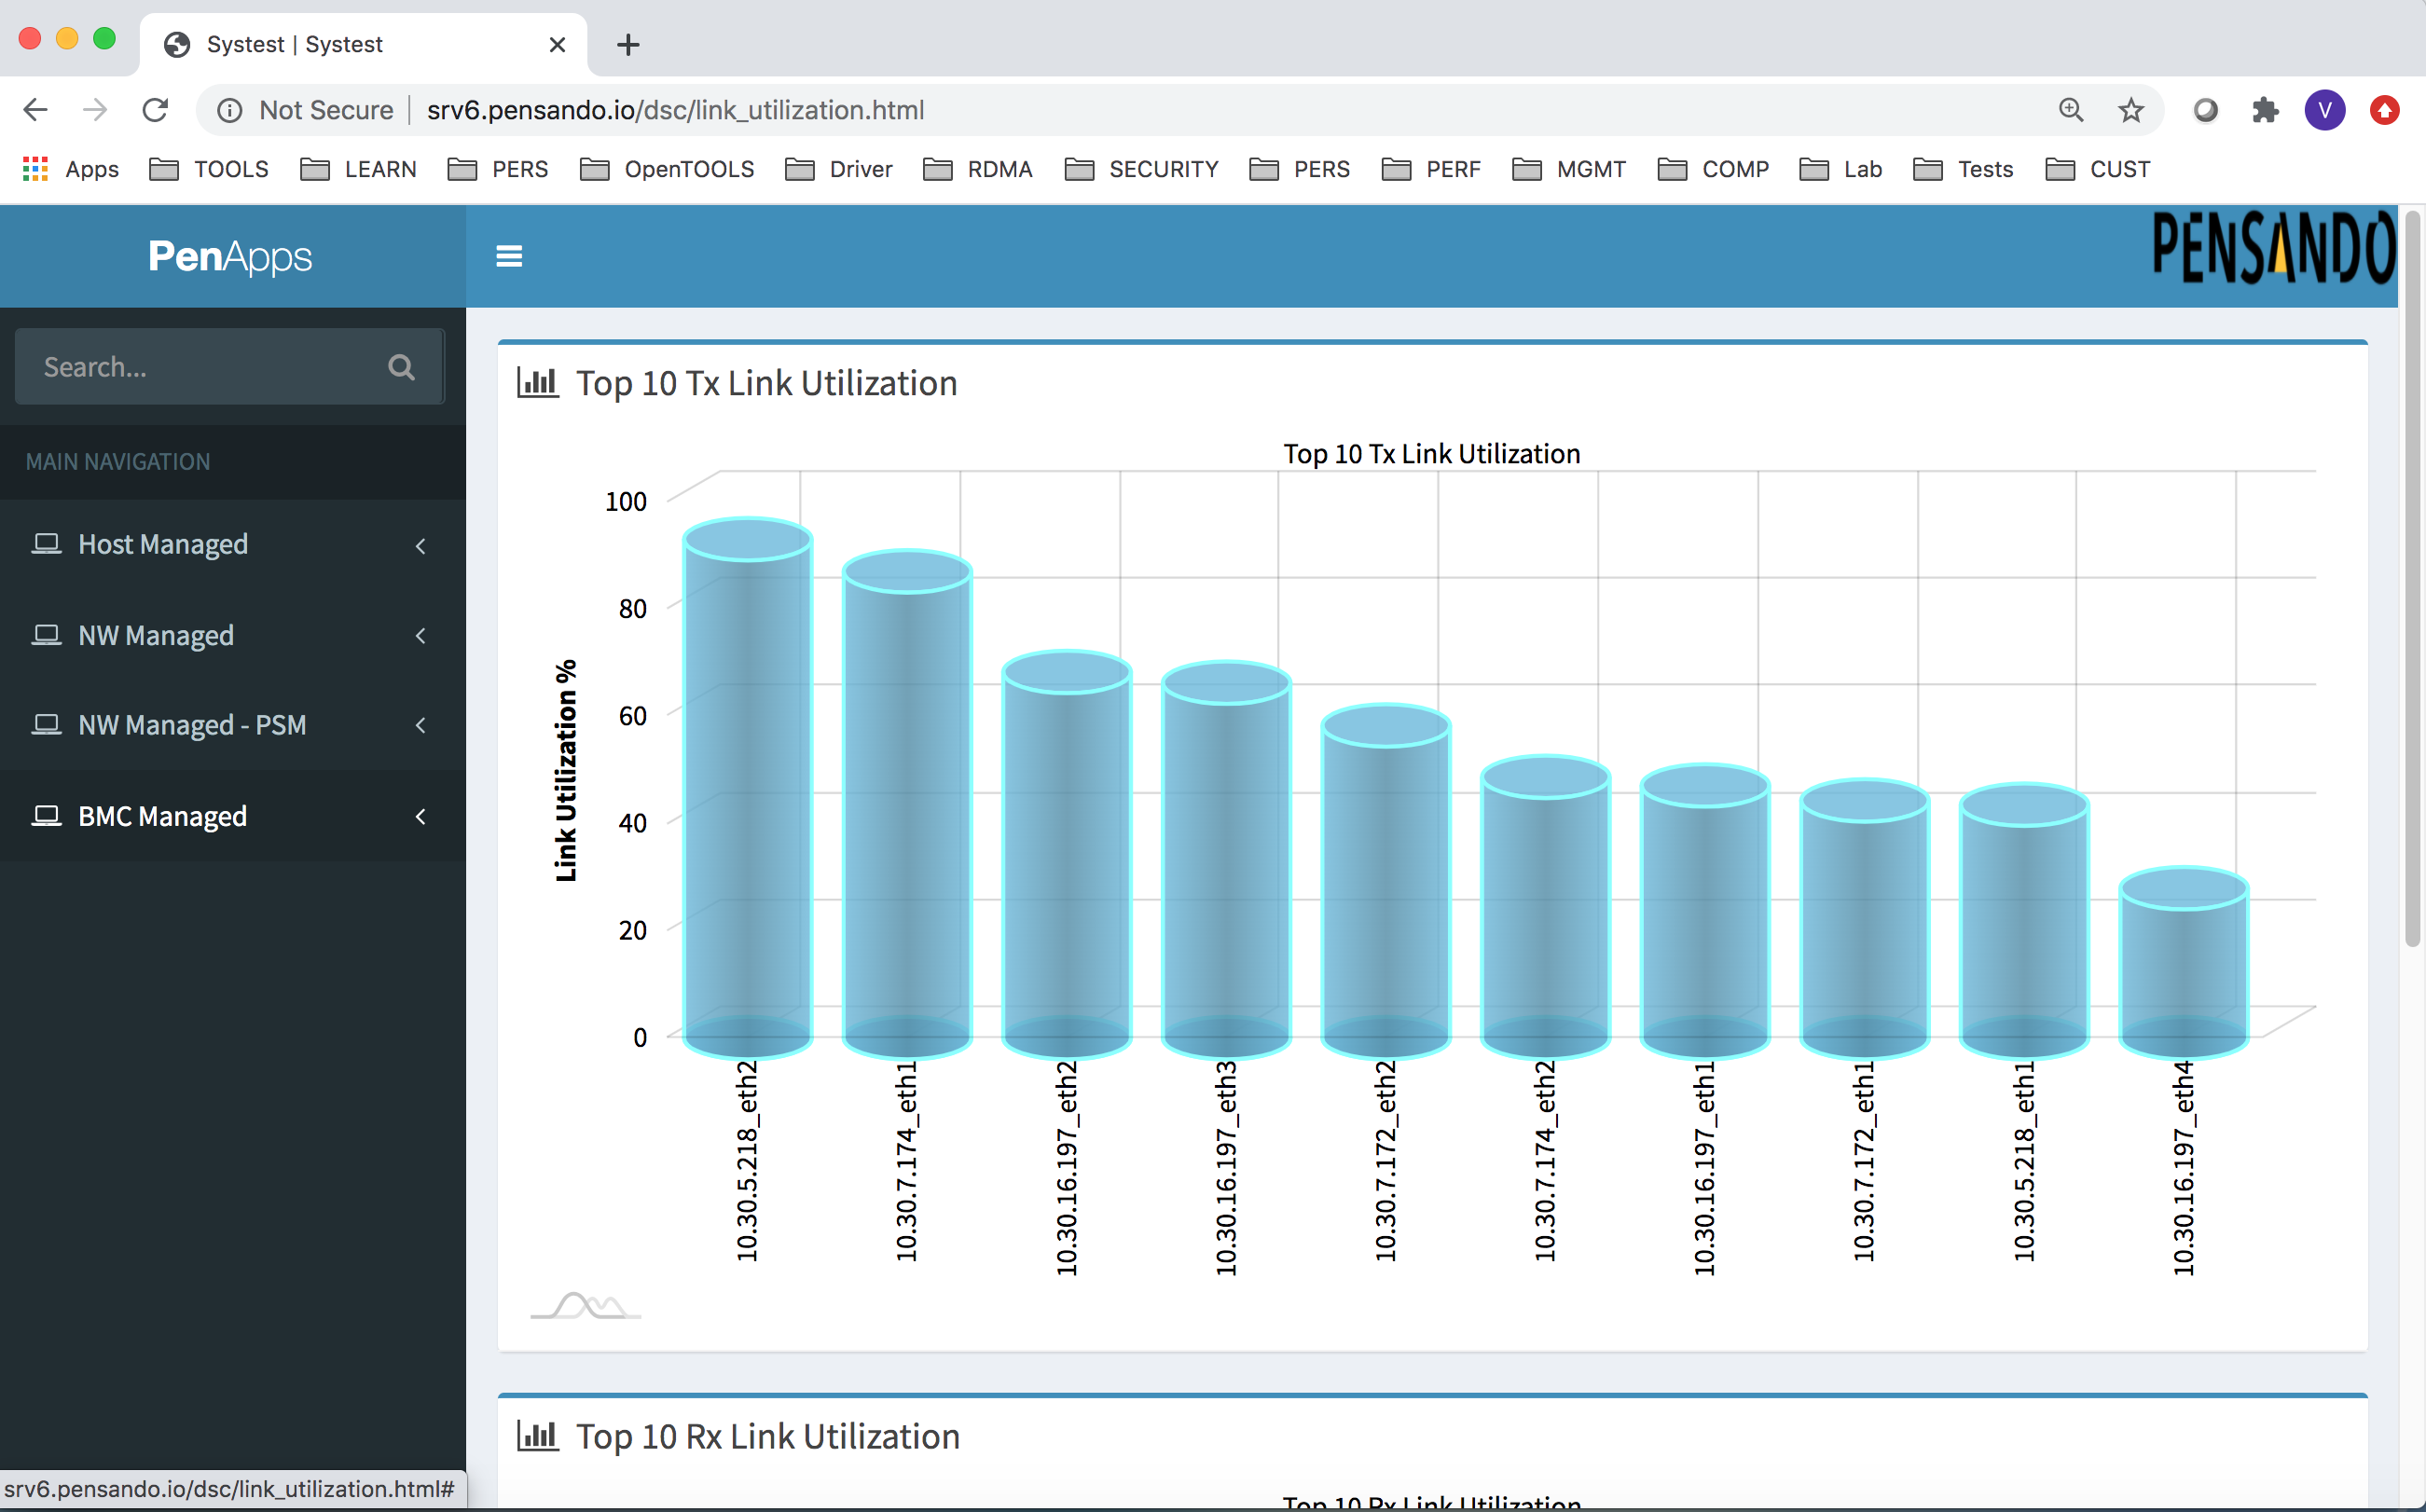 Systest | Systest
Not Secure srv6.pensando.io/dsc/link_utilization.html
V
Apps TOOLS LEARN PERS OpenTOOLS Driver RDMA SECURITY PERS PERF MGMT COMP Lab Tests CUST
PenApps
PENSANDO
Search...
MAIN NAVIGATION
Host Managed
NW Managed
NW Managed - PSM
BMC Managed
Top 10 Tx Link Utilization
Top 10 Tx Link Utilization
Link Utilization %
100
80
60
40
20
0
10.30.5.218_eth2
10.30.7.174_eth1
10.30.16.197_eth2
10.30.16.197_eth3
10.30.7.172_eth2
10.30.7.174_eth2
10.30.16.197_eth1
10.30.7.172_eth1
10.30.5.218_eth1
10.30.16.197_eth4
Top 10 Rx Link Utilization
Top 10 Rx Link Utilization
srv6.pensando.io/dsc/link_utilization.html#